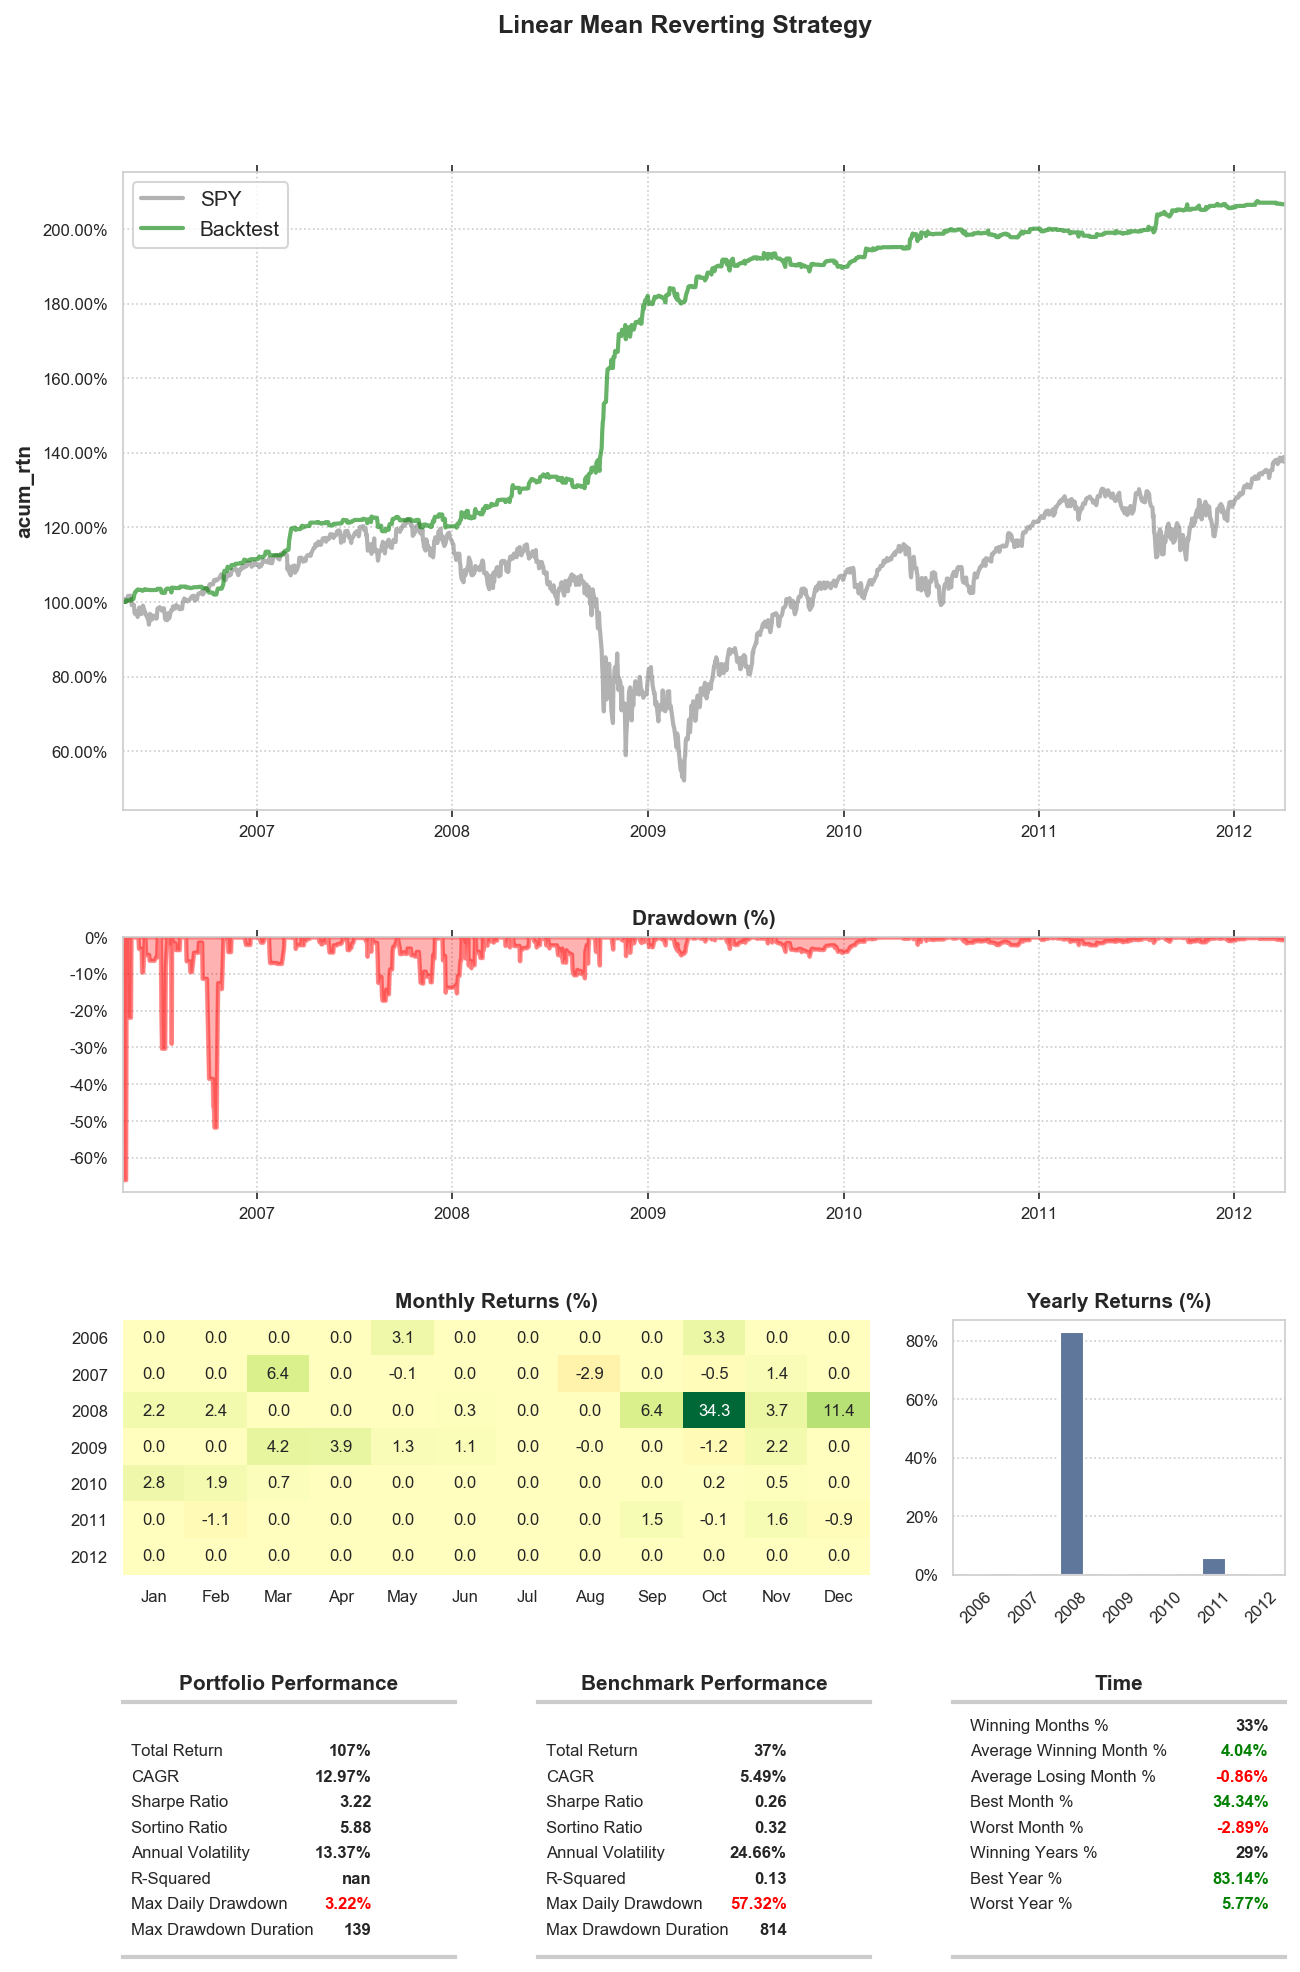 Linear Mean Reverting Strategy
SPY
Backtest
acum_rtn
200.00%
180.00%
160.00%
140.00%
120.00%
100.00%
80.00%
60.00%
2007 2008 2009 2010 2011 2012
Drawdown (%)
0%
-10%
-20%
-30%
-40%
-50%
-60%
2007 2008 2009 2010 2011 2012
Monthly Returns (%)
2006 0.0 0.0 0.0 0.0 3.1 0.0 0.0 0.0 0.0 3.3 0.0 0.0
2007 0.0 0.0 6.4 0.0 -0.1 0.0 0.0 -2.9 0.0 -0.5 1.4 0.0
2008 2.2 2.4 0.0 0.0 0.0 0.3 0.0 0.0 6.4 34.3 3.7 11.4
2009 0.0 0.0 4.2 3.9 1.3 1.1 0.0 -0.0 0.0 -1.2 2.2 0.0
2010 2.8 1.9 0.7 0.0 0.0 0.0 0.0 0.0 0.0 0.2 0.5 0.0
2011 0.0 -1.1 0.0 0.0 0.0 0.0 0.0 0.0 1.5 -0.1 1.6 -0.9
2012 0.0 0.0 0.0 0.0 0.0 0.0 0.0 0.0 0.0 0.0 0.0 0.0
Jan Feb Mar Apr May Jun Jul Aug Sep Oct Nov Dec
Yearly Returns (%)
80%
60%
40%
20%
0%
2006 2007 2008 2009 2010 2011 2012
Portfolio Performance
Total Return 107%
CAGR 12.97%
Sharpe Ratio 3.22
Sortino Ratio 5.88
Annual Volatility 13.37%
R-Squared nan
Max Daily Drawdown 3.22%
Max Drawdown Duration 139
Benchmark Performance
Total Return 37%
CAGR 5.49%
Sharpe Ratio 0.26
Sortino Ratio 0.32
Annual Volatility 24.66%
R-Squared 0.13
Max Daily Drawdown 57.32%
Max Drawdown Duration 814
Time
Winning Months % 33%
Average Winning Month % 4.04%
Average Losing Month % -0.86%
Best Month % 34.34%
Worst Month % -2.89%
Winning Years % 29%
Best Year % 83.14%
Worst Year % 5.77%